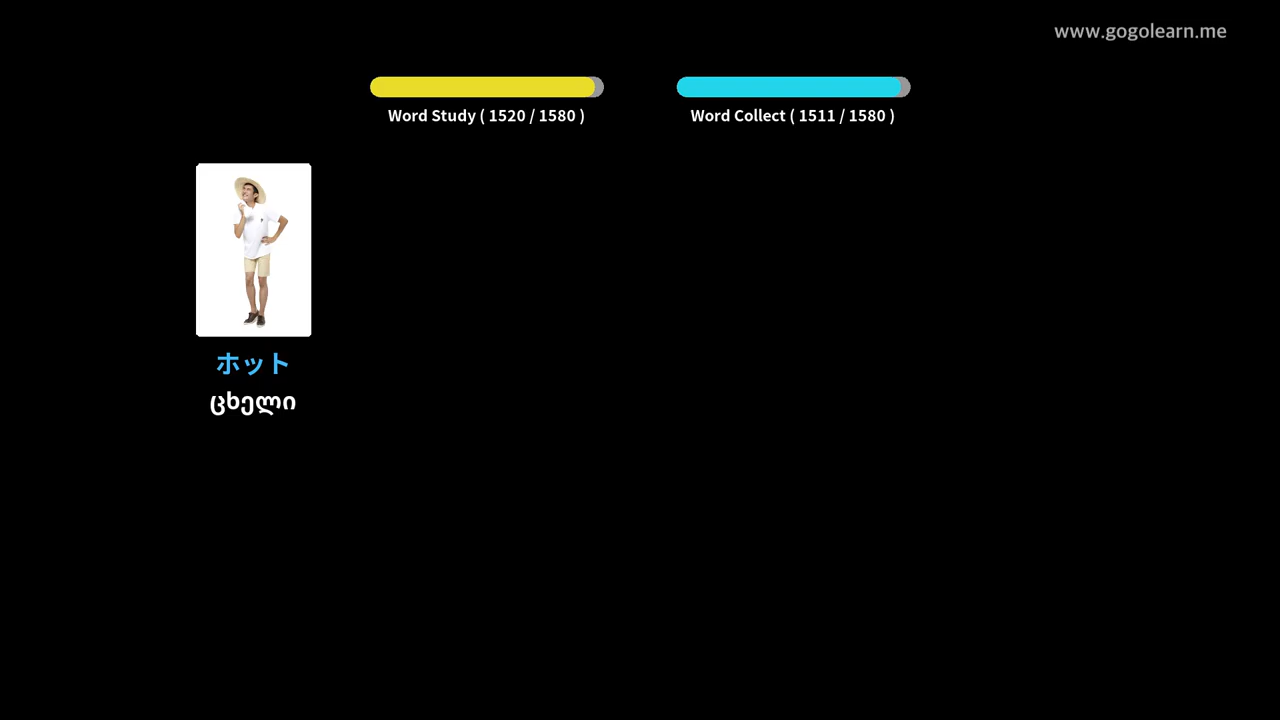 www.gogolearn.me
Word Study ( 1520 / 1580 )
Word Collect ( 1511 / 1580 )
ホット
ცხელი